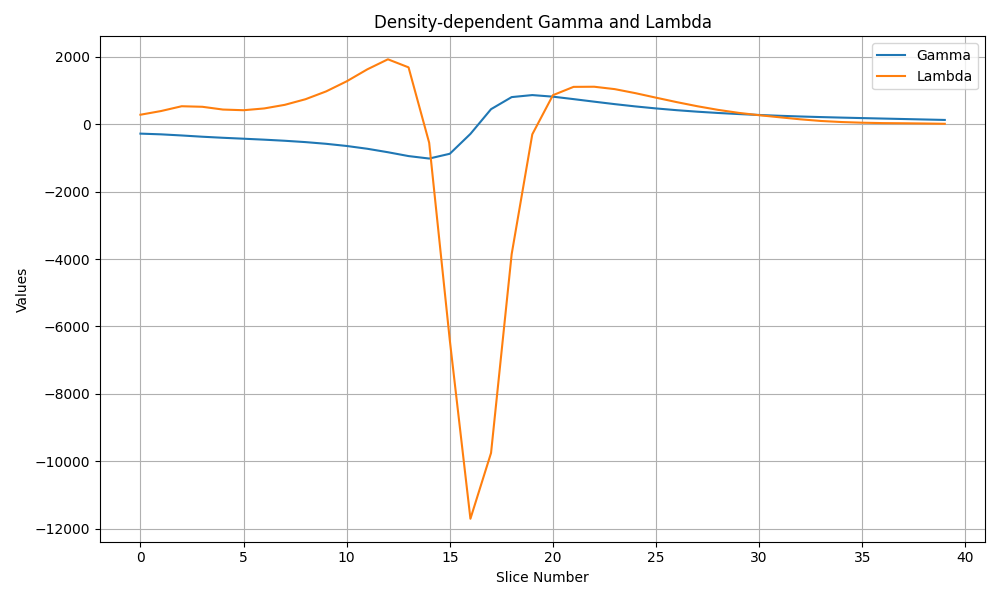 Density-dependent Gamma and Lambda
Gamma
Lambda
2000
0
−2000
−4000
−6000
−8000
−10000
−12000
Values
0 5 10 15 20 25 30 35 40
Slice Number